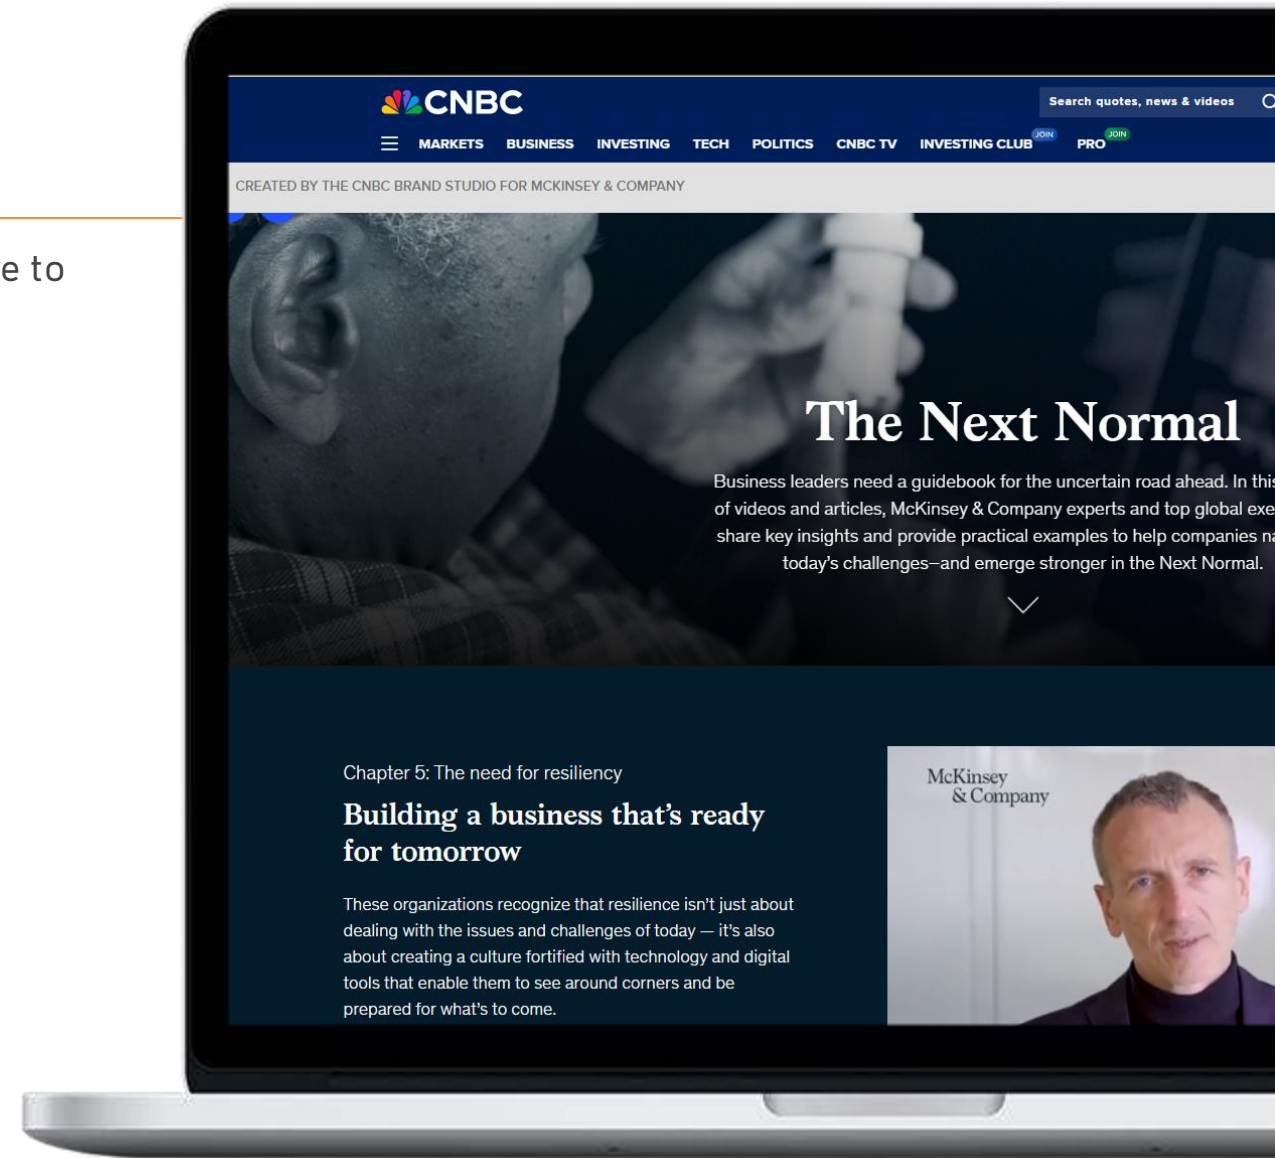 e to
CNBC
Search quotes, news & videos
MARKETS BUSINESS INVESTING TECH POLITICS CNBC TV INVESTING CLUB JOIN PRO JOIN
CREATED BY THE CNBC BRAND STUDIO FOR MCKINSEY & COMPANY
The Next Normal
Business leaders need a guidebook for the uncertain road ahead. In this
of videos and articles, McKinsey & Company experts and top global exe
share key insights and provide practical examples to help companies na
today's challenges—and emerge stronger in the Next Normal.
Chapter 5: The need for resiliency
Building a business that's ready
for tomorrow
These organizations recognize that resilience isn't just about
dealing with the issues and challenges of today — it's also
about creating a culture fortified with technology and digital
tools that enable them to see around corners and be
prepared for what's to come.
McKinsey
& Company